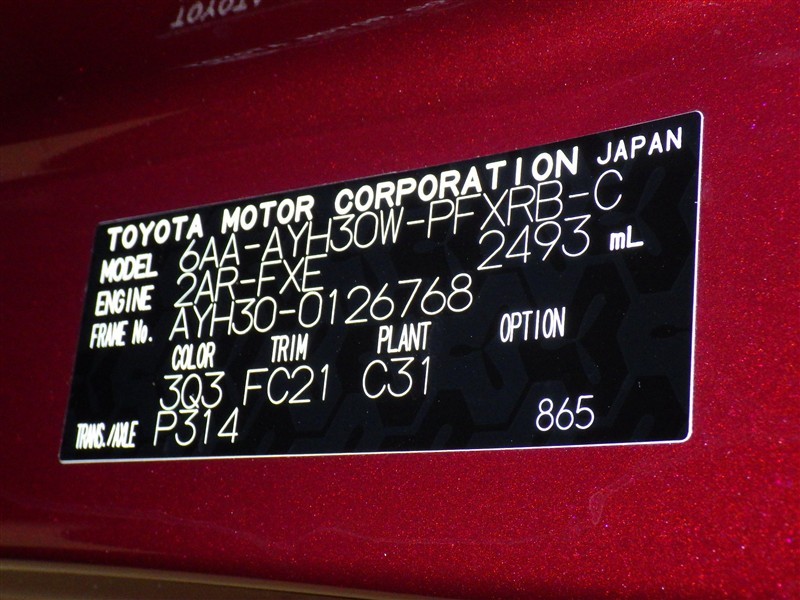 TOYOTA MOTOR CORPORATION JAPAN
MODEL 6AA-AYH30W-PFXRB-C
ENGINE 2AR-FXE 2493 mL
FRAME No. AYH30-0126768
COLOR TRIM PLANT OPTION
3Q3 FC21 C31
TRANS./AXLE P314 865